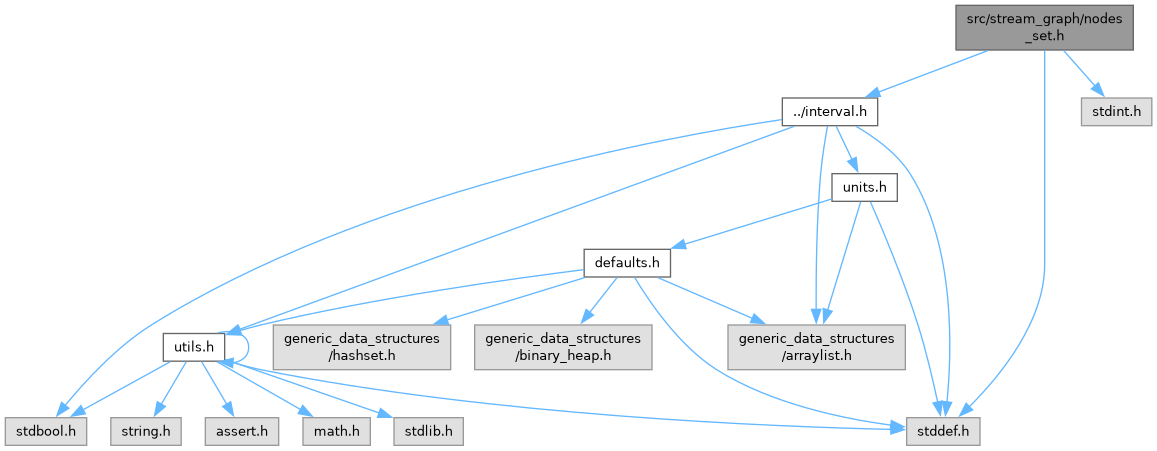 src/stream_graph/nodes
_set.h
../interval.h
stdint.h
units.h
defaults.h
utils.h
generic_data_structures
/hashset.h
generic_data_structures
/binary_heap.h
generic_data_structures
/arraylist.h
stdbool.h
string.h
assert.h
math.h
stdlib.h
stddef.h